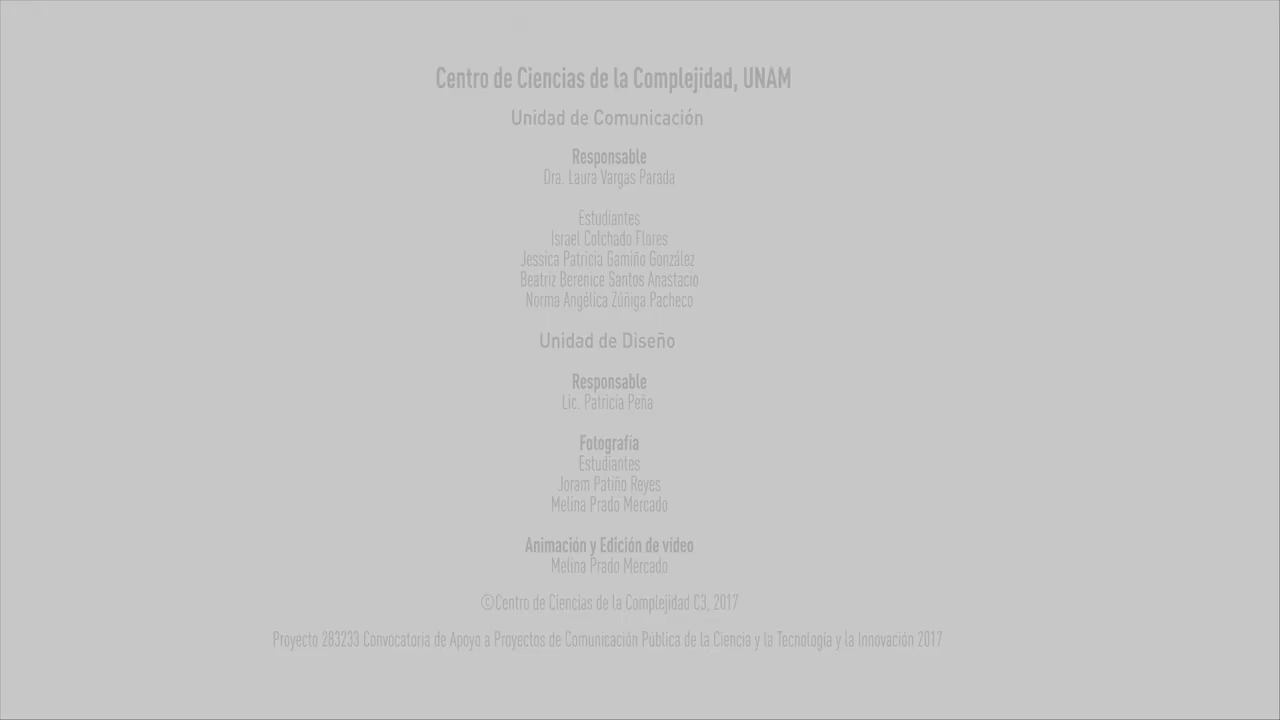 Centro de Ciencias de la Complejidad, UNAM
Unidad de Comunicación
Responsable
Dra. Laura Vargas Parada
Estudiantes
Israel Colchado Flores
Jessica Patricia Gamiño González
Beatriz Berenice Santos Anastacio
Norma Angélica Zúñiga Pacheco
Unidad de Diseño
Responsable
Lic. Patricia Peña
Fotografía
Estudiantes
Joram Patiño Reyes
Melina Prado Mercado
Animación y Edición de vídeo
Melina Prado Mercado
©Centro de Ciencias de la Complejidad C3, 2017
Proyecto 283233 Convocatoria de Apoyo a Proyectos de Comunicación Pública de la Ciencia y la Tecnología y la Innovación 2017